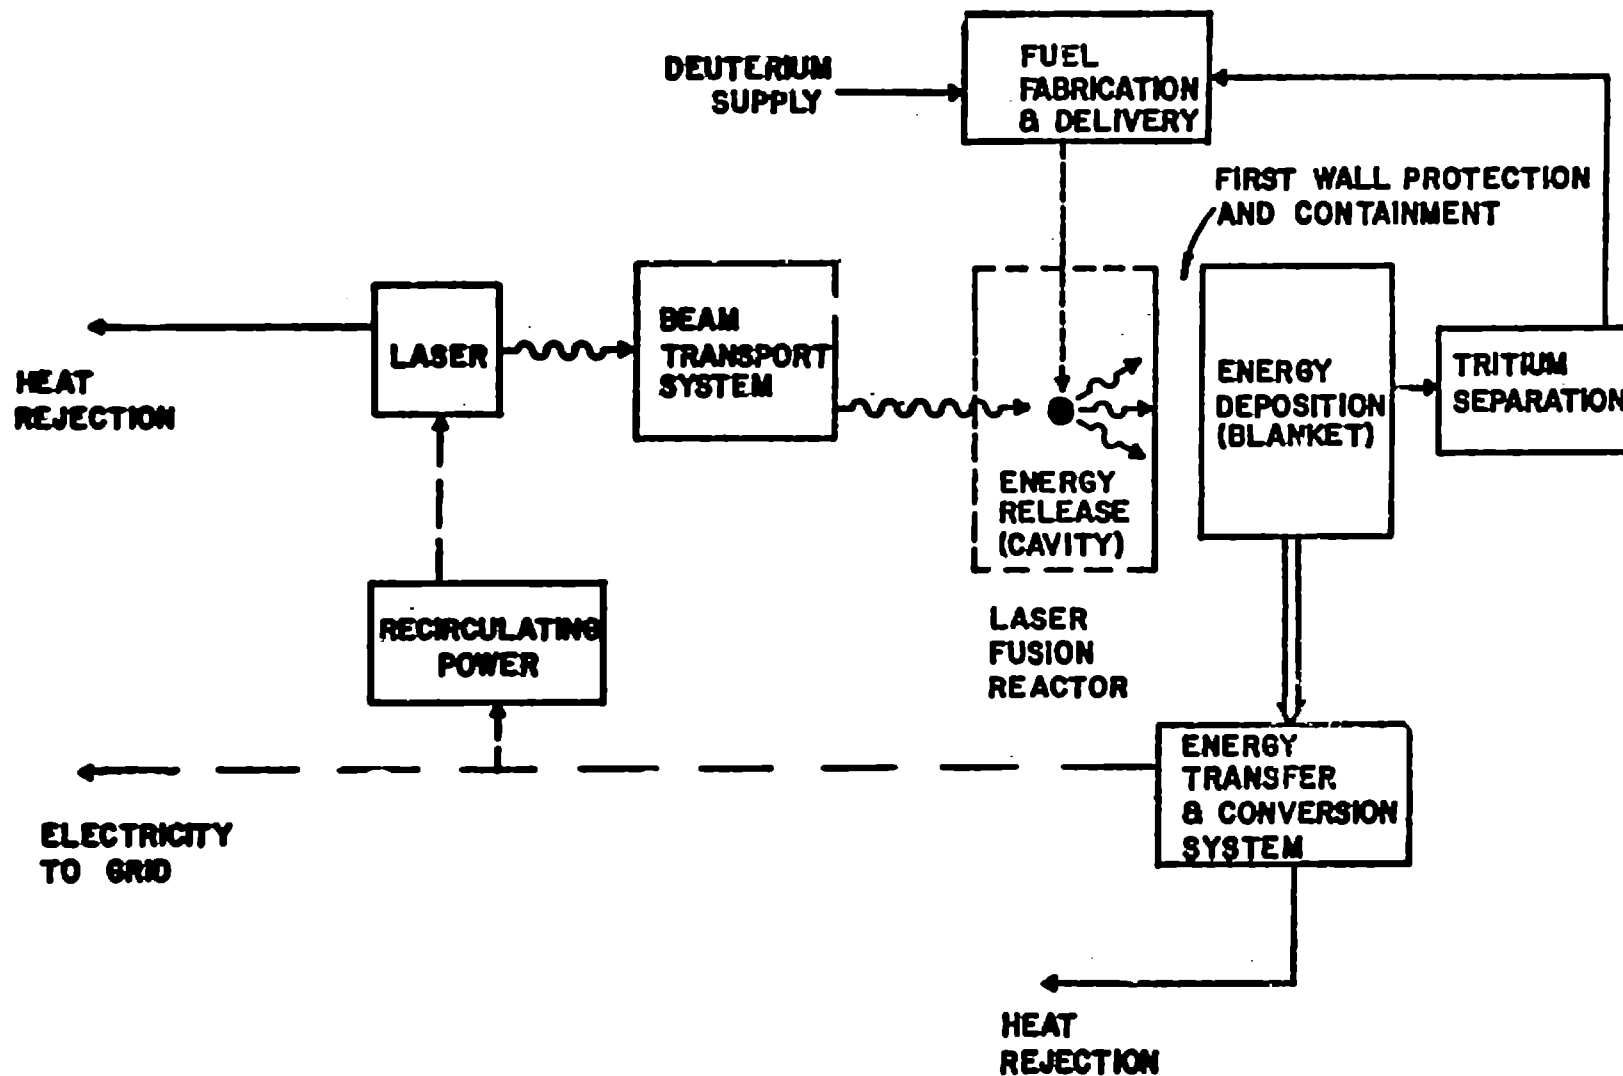 DEUTERIUM
SUPPLY
FUEL
FABRICATION
& DELIVERY
FIRST WALL PROTECTION
AND CONTAINMENT
HEAT
REJECTION
LASER
BEAM
TRANSPORT
SYSTEM
ENERGY
RELEASE
(CAVITY)
ENERGY
DEPOSITION
(BLANKET)
TRITIUM
SEPARATION
RECIRCULATING
POWER
LASER
FUSION
REACTOR
ELECTRICITY
TO GRID
ENERGY
TRANSFER
& CONVERSION
SYSTEM
HEAT
REJECTION